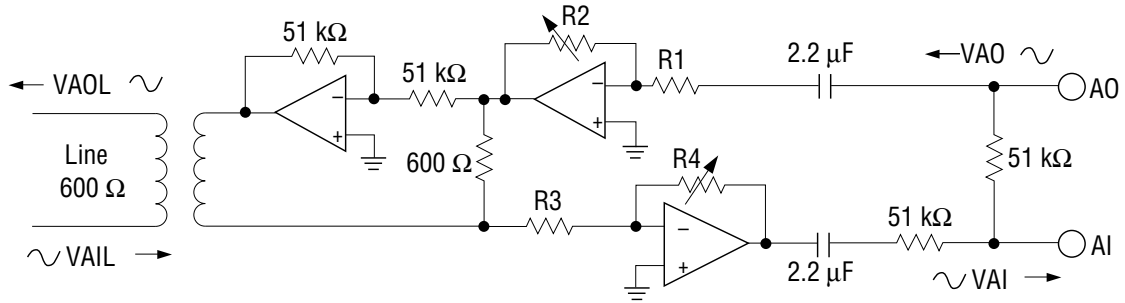 51 kΩ
R2
2.2 μF
VAO
VAOL
51 kΩ
R1
AO
−
−
+
+
Line
600 Ω
600 Ω
51 kΩ
R4
R3
51 kΩ
−
+
AI
VAIL
2.2 μF
VAI